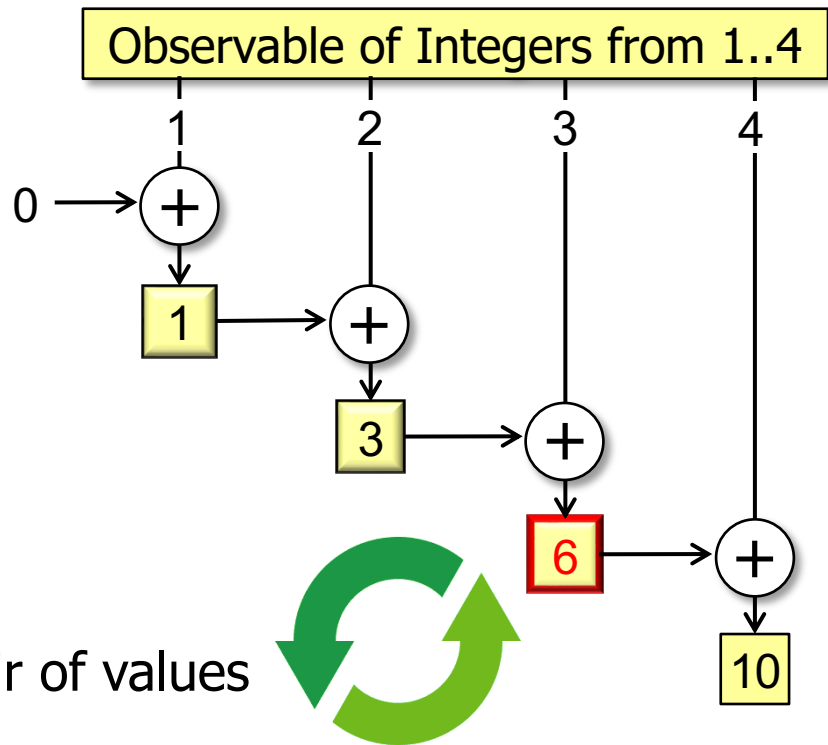 Observable of Integers from 1..4
1 2 3 4
0 +
1 +
3 +
6 +
r of values
10